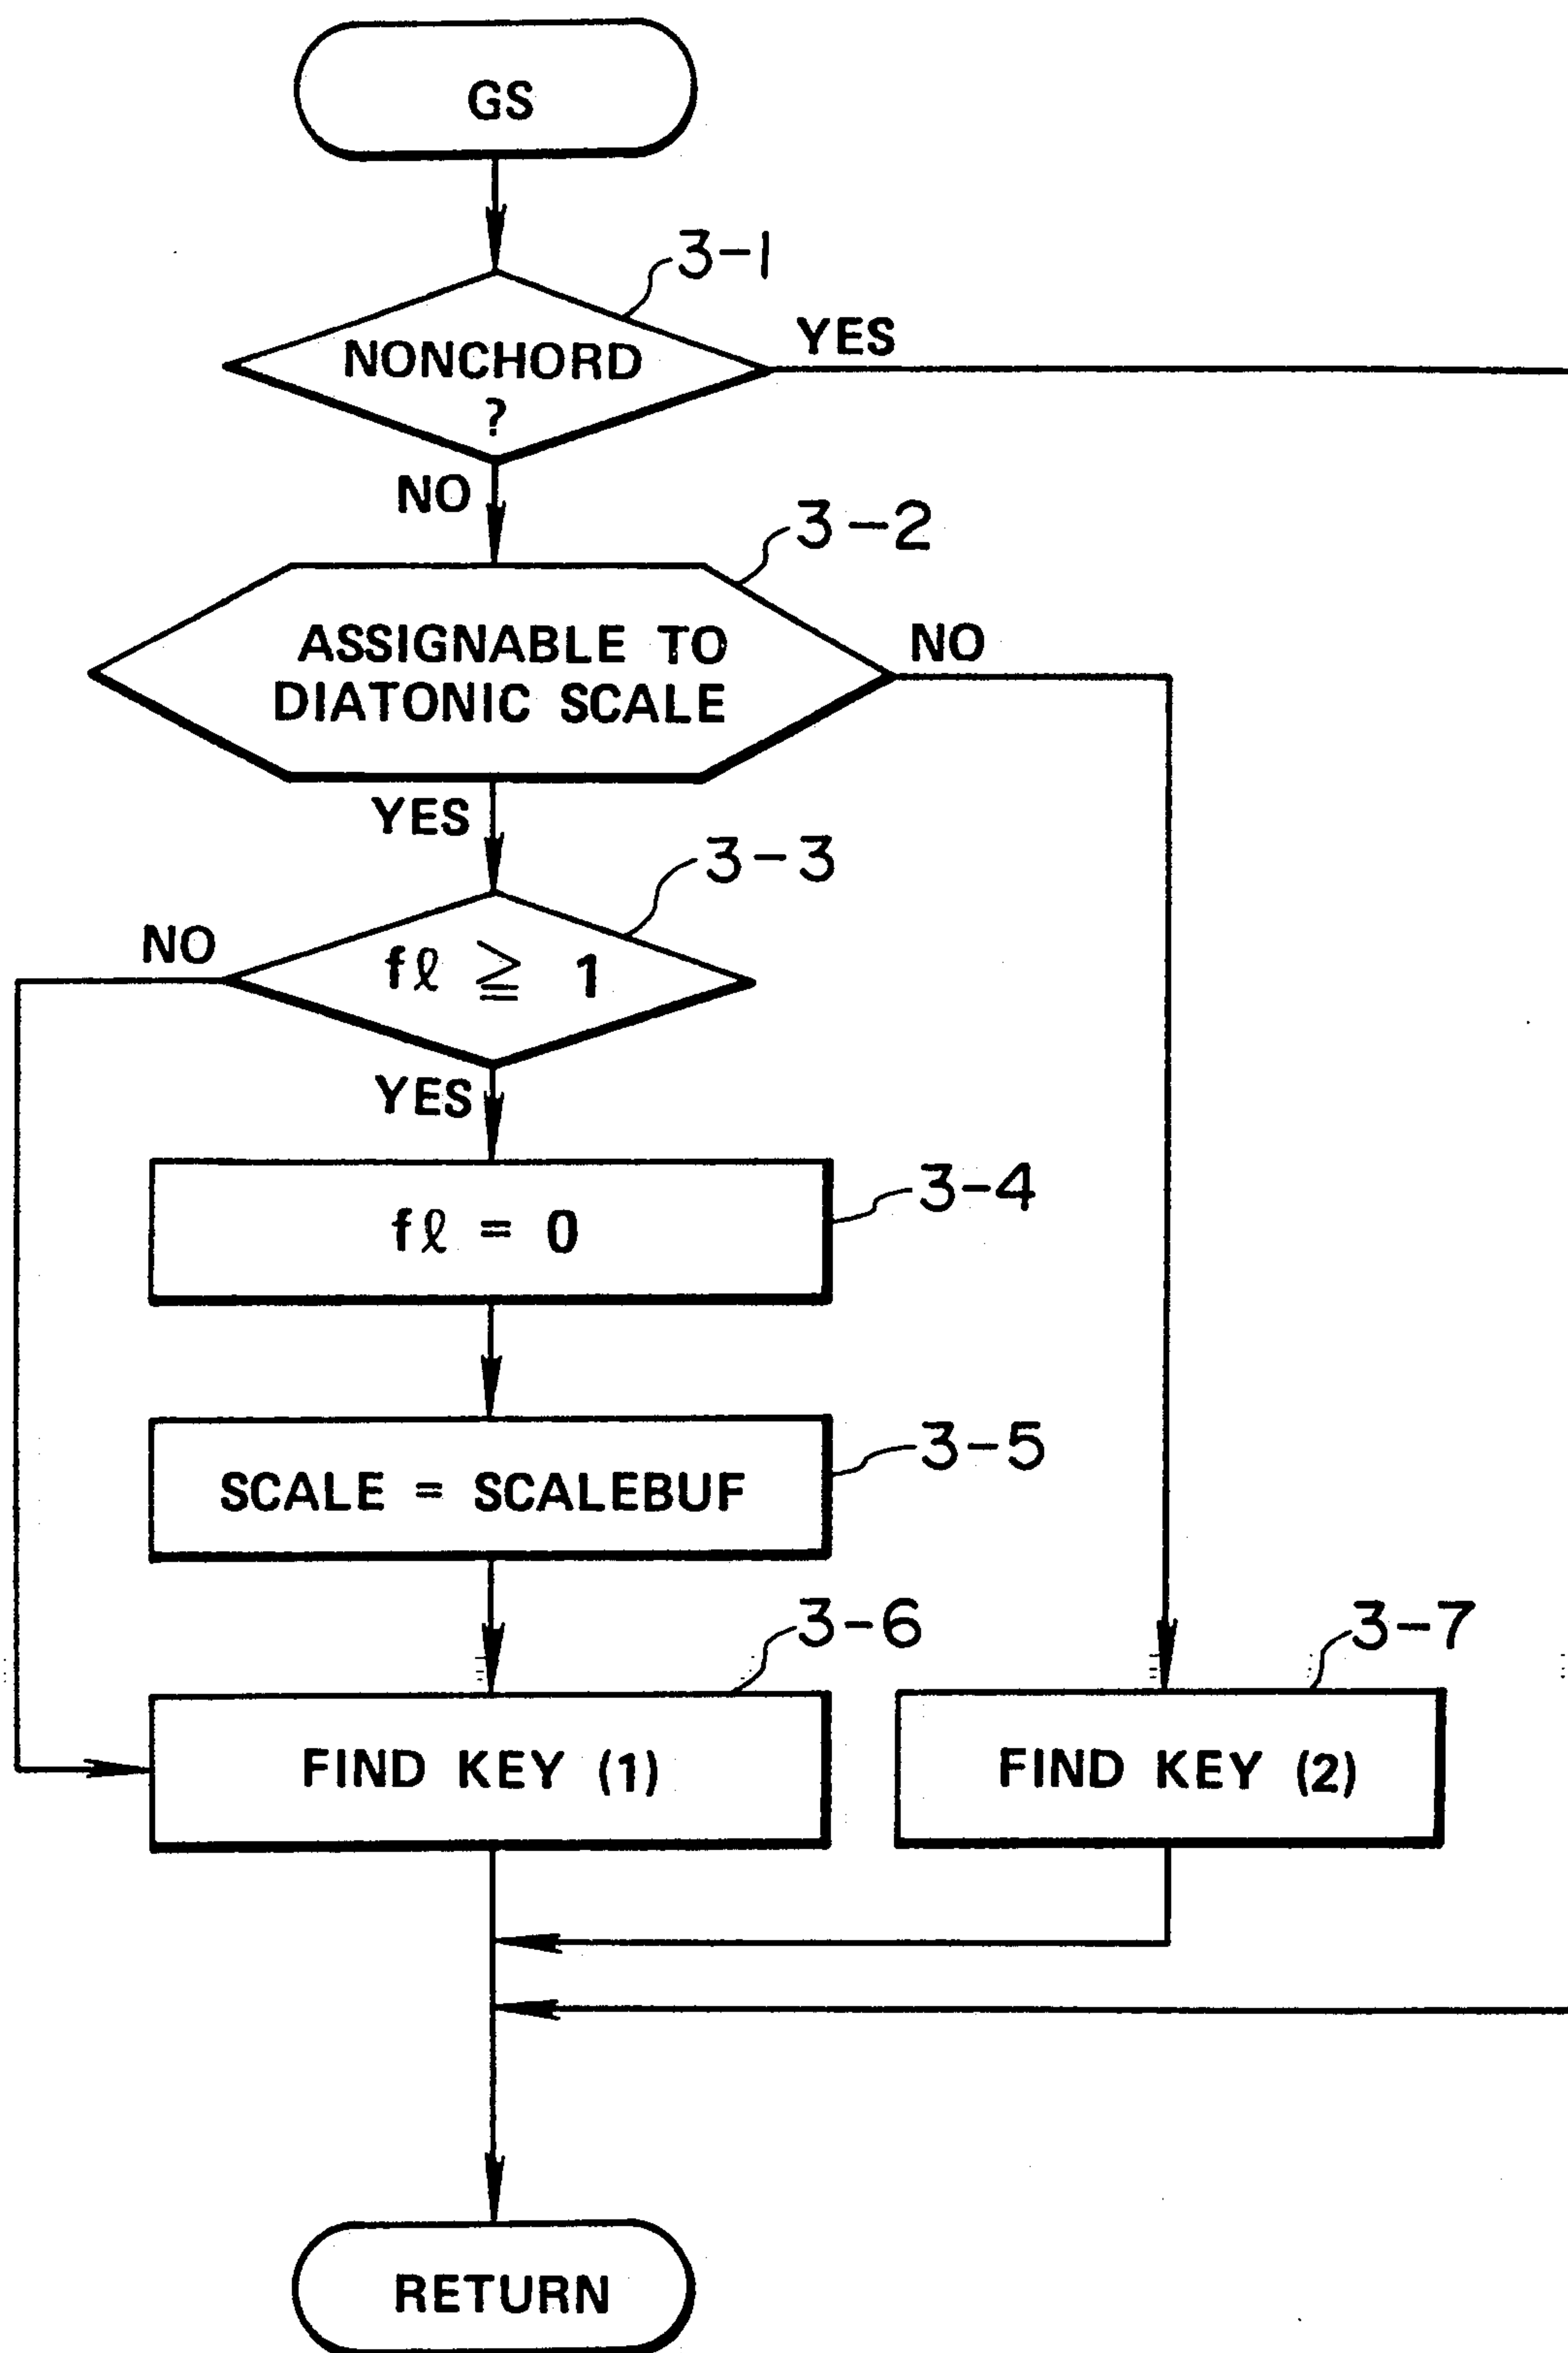 GS
3-1
NONCHORD
?
YES
NO
3-2
ASSIGNABLE TO
DIATONIC SCALE
NO
YES
3-3
NO
fℓ ≧ 1
YES
3-4
fℓ = 0
3-5
SCALE = SCALEBUF
3-6
3-7
FIND KEY (1)
FIND KEY (2)
RETURN